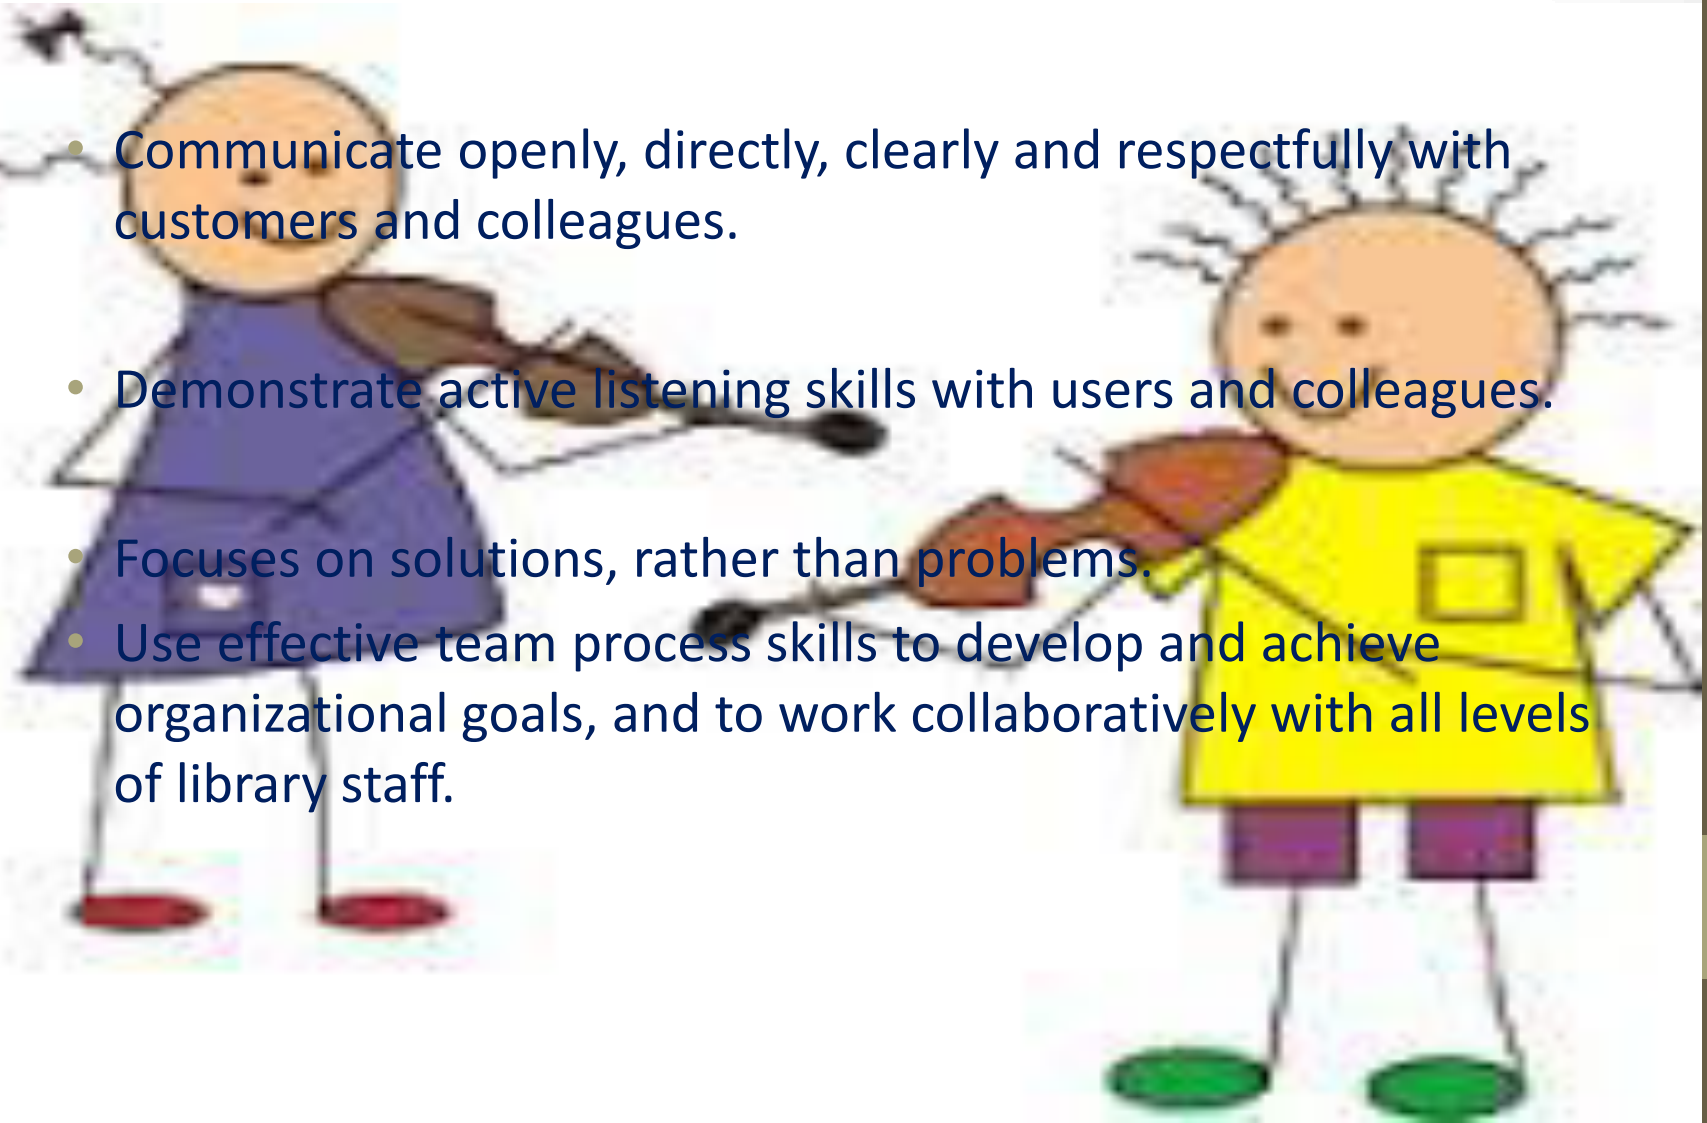 • Communicate openly, directly, clearly and respectfully with
customers and colleagues.
• Demonstrate active listening skills with users and colleagues.
• Focuses on solutions, rather than problems.
• Use effective team process skills to develop and achieve
organizational goals, and to work collaboratively with all levels
of library staff.